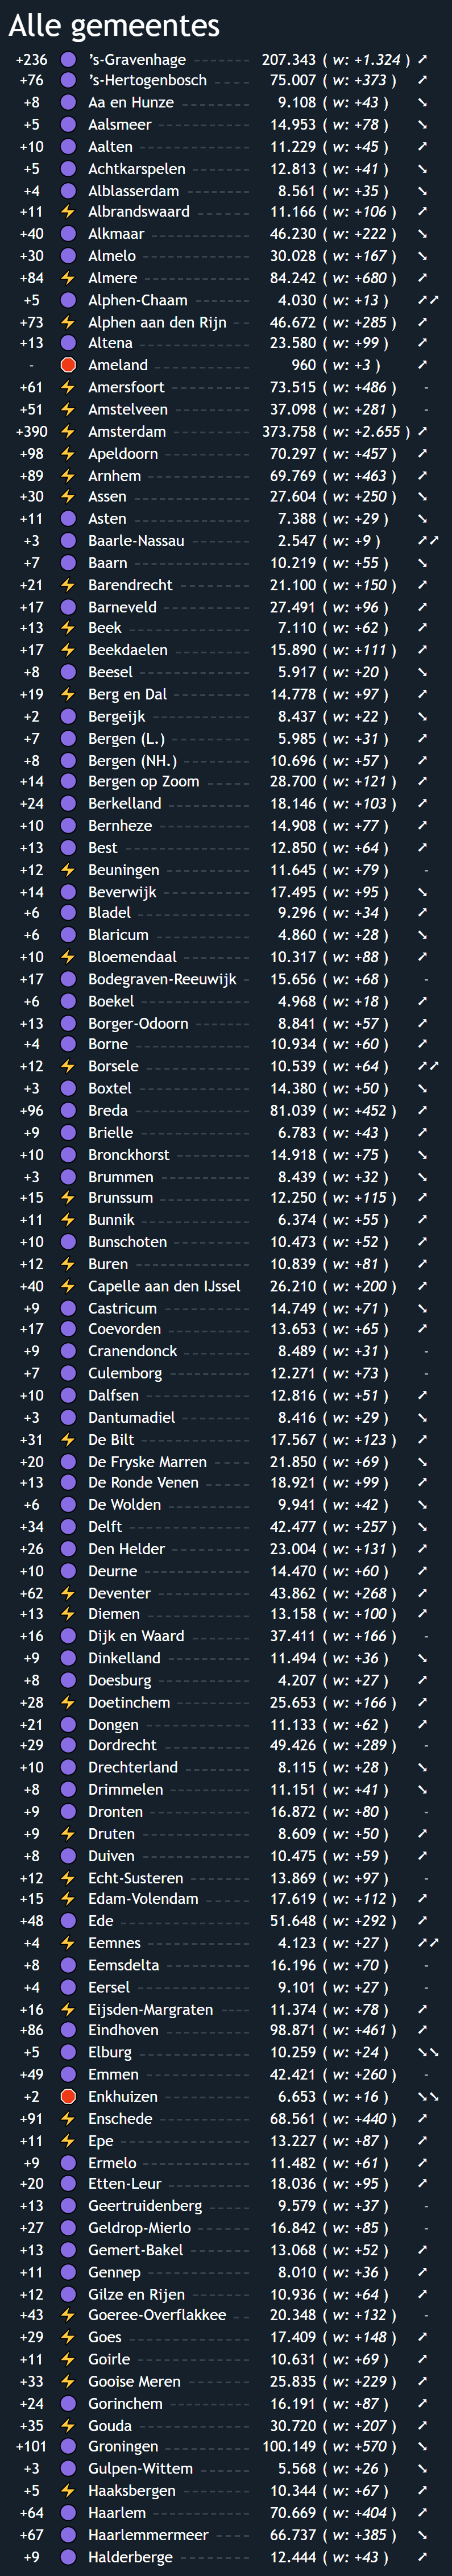 Alle gemeentes
+236 's-Gravenhage 207.343 ( w: +1.324 ) ↗
+76 's-Hertogenbosch 75.007 ( w: +373 ) ↗
+8 Aa en Hunze 9.108 ( w: +43 ) ↘
+5 Aalsmeer 14.953 ( w: +78 ) ↘
+10 Aalten 11.229 ( w: +45 ) ↗
+5 Achtkarspelen 12.813 ( w: +41 ) ↘
+4 Alblasserdam 8.561 ( w: +35 ) ↘
+11 ⚡ Albrandswaard 11.166 ( w: +106 ) ↗
+40 Alkmaar 46.230 ( w: +222 ) ↘
+30 Almelo 30.028 ( w: +167 ) ↘
+84 ⚡ Almere 84.242 ( w: +680 ) ↗
+5 Alphen-Chaam 4.030 ( w: +13 ) ↗↗
+73 ⚡ Alphen aan den Rijn 46.672 ( w: +285 ) ↗
+13 Altena 23.580 ( w: +99 ) ↗
- Ameland 960 ( w: +3 ) ↗
+61 ⚡ Amersfoort 73.515 ( w: +486 ) -
+51 ⚡ Amstelveen 37.098 ( w: +281 ) -
+390 ⚡ Amsterdam 373.758 ( w: +2.655 ) ↗
+98 ⚡ Apeldoorn 70.297 ( w: +457 ) ↗
+89 ⚡ Arnhem 69.769 ( w: +463 ) ↗
+30 ⚡ Assen 27.604 ( w: +250 ) ↘
+11 Asten 7.388 ( w: +29 ) ↘
+3 Baarle-Nassau 2.547 ( w: +9 ) ↗↗
+7 Baarn 10.219 ( w: +55 ) ↘
+21 ⚡ Barendrecht 21.100 ( w: +150 ) ↗
+17 Barneveld 27.491 ( w: +96 ) ↗
+13 ⚡ Beek 7.110 ( w: +62 ) ↗
+17 ⚡ Beekdaelen 15.890 ( w: +111 ) ↗
+8 Beesel 5.917 ( w: +20 ) ↘
+19 ⚡ Berg en Dal 14.778 ( w: +97 ) ↗
+2 Bergeijk 8.437 ( w: +22 ) ↘
+7 Bergen (L.) 5.985 ( w: +31 ) ↗
+8 Bergen (NH.) 10.696 ( w: +57 ) ↗
+14 Bergen op Zoom 28.700 ( w: +121 ) ↗
+24 Berkelland 18.146 ( w: +103 ) ↗
+10 Bernheze 14.908 ( w: +77 ) ↗
+13 Best 12.850 ( w: +64 ) ↗
+12 ⚡ Beuningen 11.645 ( w: +79 ) -
+14 Beverwijk 17.495 ( w: +95 ) ↘
+6 Bladel 9.296 ( w: +34 ) ↗
+6 Blaricum 4.860 ( w: +28 ) ↘
+10 ⚡ Bloemendaal 10.317 ( w: +88 ) ↗
+17 Bodegraven-Reeuwijk 15.656 ( w: +68 ) -
+6 Boekel 4.968 ( w: +18 ) ↗
+13 Borger-Odoorn 8.841 ( w: +57 ) ↗
+4 Borne 10.934 ( w: +60 ) ↗
+12 ⚡ Borsele 10.539 ( w: +64 ) ↗↗
+3 Boxtel 14.380 ( w: +50 ) ↘
+96 Breda 81.039 ( w: +452 ) ↗
+9 Brielle 6.783 ( w: +43 ) ↗
+10 Bronckhorst 14.918 ( w: +75 ) ↘
+3 Brummen 8.439 ( w: +32 ) ↘
+15 ⚡ Brunssum 12.250 ( w: +115 ) ↗
+11 ⚡ Bunnik 6.374 ( w: +55 ) ↗
+10 Bunschoten 10.473 ( w: +52 ) ↗
+12 ⚡ Buren 10.839 ( w: +81 ) ↗
+40 ⚡ Capelle aan den IJssel 26.210 ( w: +200 ) ↗
+9 Castricum 14.749 ( w: +71 ) ↘
+17 Coevorden 13.653 ( w: +65 ) ↗
+9 Cranendonck 8.489 ( w: +31 ) -
+7 Culemborg 12.271 ( w: +73 ) -
+10 Dalfsen 12.816 ( w: +51 ) ↗
+3 Dantumadiel 8.416 ( w: +29 ) ↘
+31 ⚡ De Bilt 17.567 ( w: +123 ) ↗
+20 De Fryske Marren 21.850 ( w: +69 ) ↘
+13 De Ronde Venen 18.921 ( w: +99 ) ↗
+6 De Wolden 9.941 ( w: +42 ) ↘
+34 Delft 42.477 ( w: +257 ) ↘
+26 Den Helder 23.004 ( w: +131 ) ↗
+10 Deurne 14.470 ( w: +60 ) ↗
+62 ⚡ Deventer 43.862 ( w: +268 ) ↗
+13 ⚡ Diemen 13.158 ( w: +100 ) ↗
+16 Dijk en Waard 37.411 ( w: +166 ) -
+9 Dinkelland 11.494 ( w: +36 ) ↘
+8 Doesburg 4.207 ( w: +27 ) ↗
+28 ⚡ Doetinchem 25.653 ( w: +166 ) ↗
+21 Dongen 11.133 ( w: +62 ) ↗
+29 Dordrecht 49.426 ( w: +289 ) -
+10 Drechterland 8.115 ( w: +28 ) ↘
+8 Drimmelen 11.151 ( w: +41 ) ↘
+9 Dronten 16.872 ( w: +80 ) -
+9 ⚡ Druten 8.609 ( w: +50 ) ↗
+8 Duiven 10.475 ( w: +59 ) ↗
+12 ⚡ Echt-Susteren 13.869 ( w: +97 ) -
+15 ⚡ Edam-Volendam 17.619 ( w: +112 ) ↗
+48 Ede 51.648 ( w: +292 ) ↗
+4 ⚡ Eemnes 4.123 ( w: +27 ) ↗↗
+8 Eemsdelta 16.196 ( w: +70 ) -
+4 Eersel 9.101 ( w: +27 ) -
+16 ⚡ Eijsden-Margraten 11.374 ( w: +78 ) ↗
+86 Eindhoven 98.871 ( w: +461 ) ↗
+5 Elburg 10.259 ( w: +24 ) ↘↘
+49 Emmen 42.421 ( w: +260 ) -
+2 Enkhuizen 6.653 ( w: +16 ) ↘↘
+91 ⚡ Enschede 68.561 ( w: +440 ) ↗
+11 ⚡ Epe 13.227 ( w: +87 ) ↗
+9 Ermelo 11.482 ( w: +61 ) ↗
+20 Etten-Leur 18.036 ( w: +95 ) ↗
+13 Geertruidenberg 9.579 ( w: +37 ) -
+27 Geldrop-Mierlo 16.842 ( w: +85 ) -
+13 Gemert-Bakel 13.068 ( w: +52 ) ↗
+11 Gennep 8.010 ( w: +36 ) ↗
+12 Gilze en Rijen 10.936 ( w: +64 ) ↗
+43 ⚡ Goeree-Overflakkee 20.348 ( w: +132 ) -
+29 ⚡ Goes 17.409 ( w: +148 ) ↗
+11 ⚡ Goirle 10.631 ( w: +69 ) ↗
+33 ⚡ Gooise Meren 25.835 ( w: +229 ) ↗
+24 Gorinchem 16.191 ( w: +87 ) ↗
+35 ⚡ Gouda 30.720 ( w: +207 ) ↗
+101 Groningen 100.149 ( w: +570 ) ↘
+3 Gulpen-Wittem 5.568 ( w: +26 ) ↘
+5 ⚡ Haaksbergen 10.344 ( w: +67 ) ↗
+64 Haarlem 70.669 ( w: +404 ) ↗
+67 Haarlemmermeer 66.737 ( w: +385 ) ↘
+9 Halderberge 12.444 ( w: +43 ) ↗